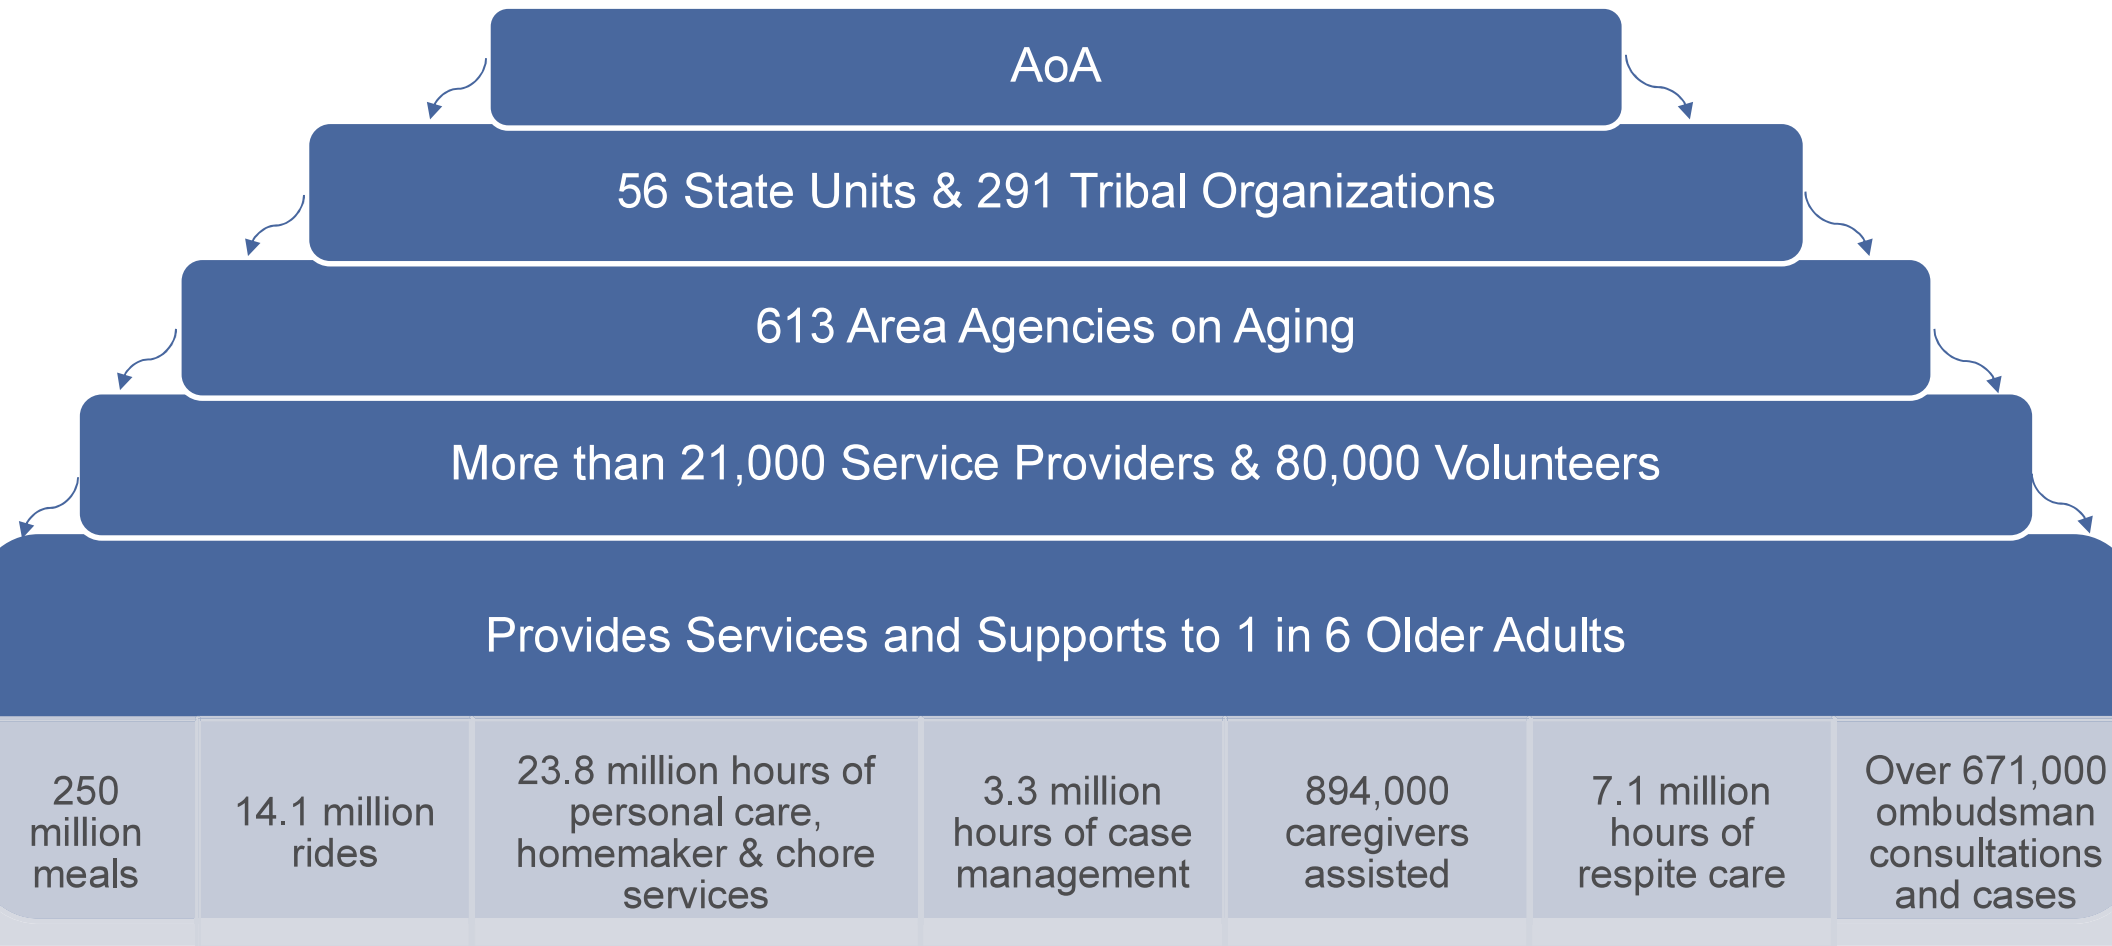 AoA
56 State Units & 291 Tribal Organizations
613 Area Agencies on Aging
More than 21,000 Service Providers & 80,000 Volunteers
Provides Services and Supports to 1 in 6 Older Adults
250
million
meals
14.1 million
rides
23.8 million hours of
personal care,
homemaker & chore
services
3.3 million
hours of case
management
894,000
caregivers
assisted
7.1 million
hours of
respite care
Over 671,000
ombudsman
consultations
and cases